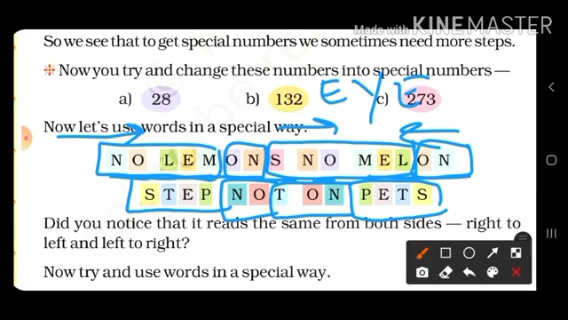 Made with KINEMASTER
So we see that to get special numbers we sometimes need more steps.
Now you try and change these numbers into special numbers —
a) 28 b) 132 c) 273
EYE
Now let's use words in a special way.
NO LEMONS NO MELON
STEP NOT ON PETS
Did you notice that it reads the same from both sides — right to
left and left to right?
Now try and use words in a special way.